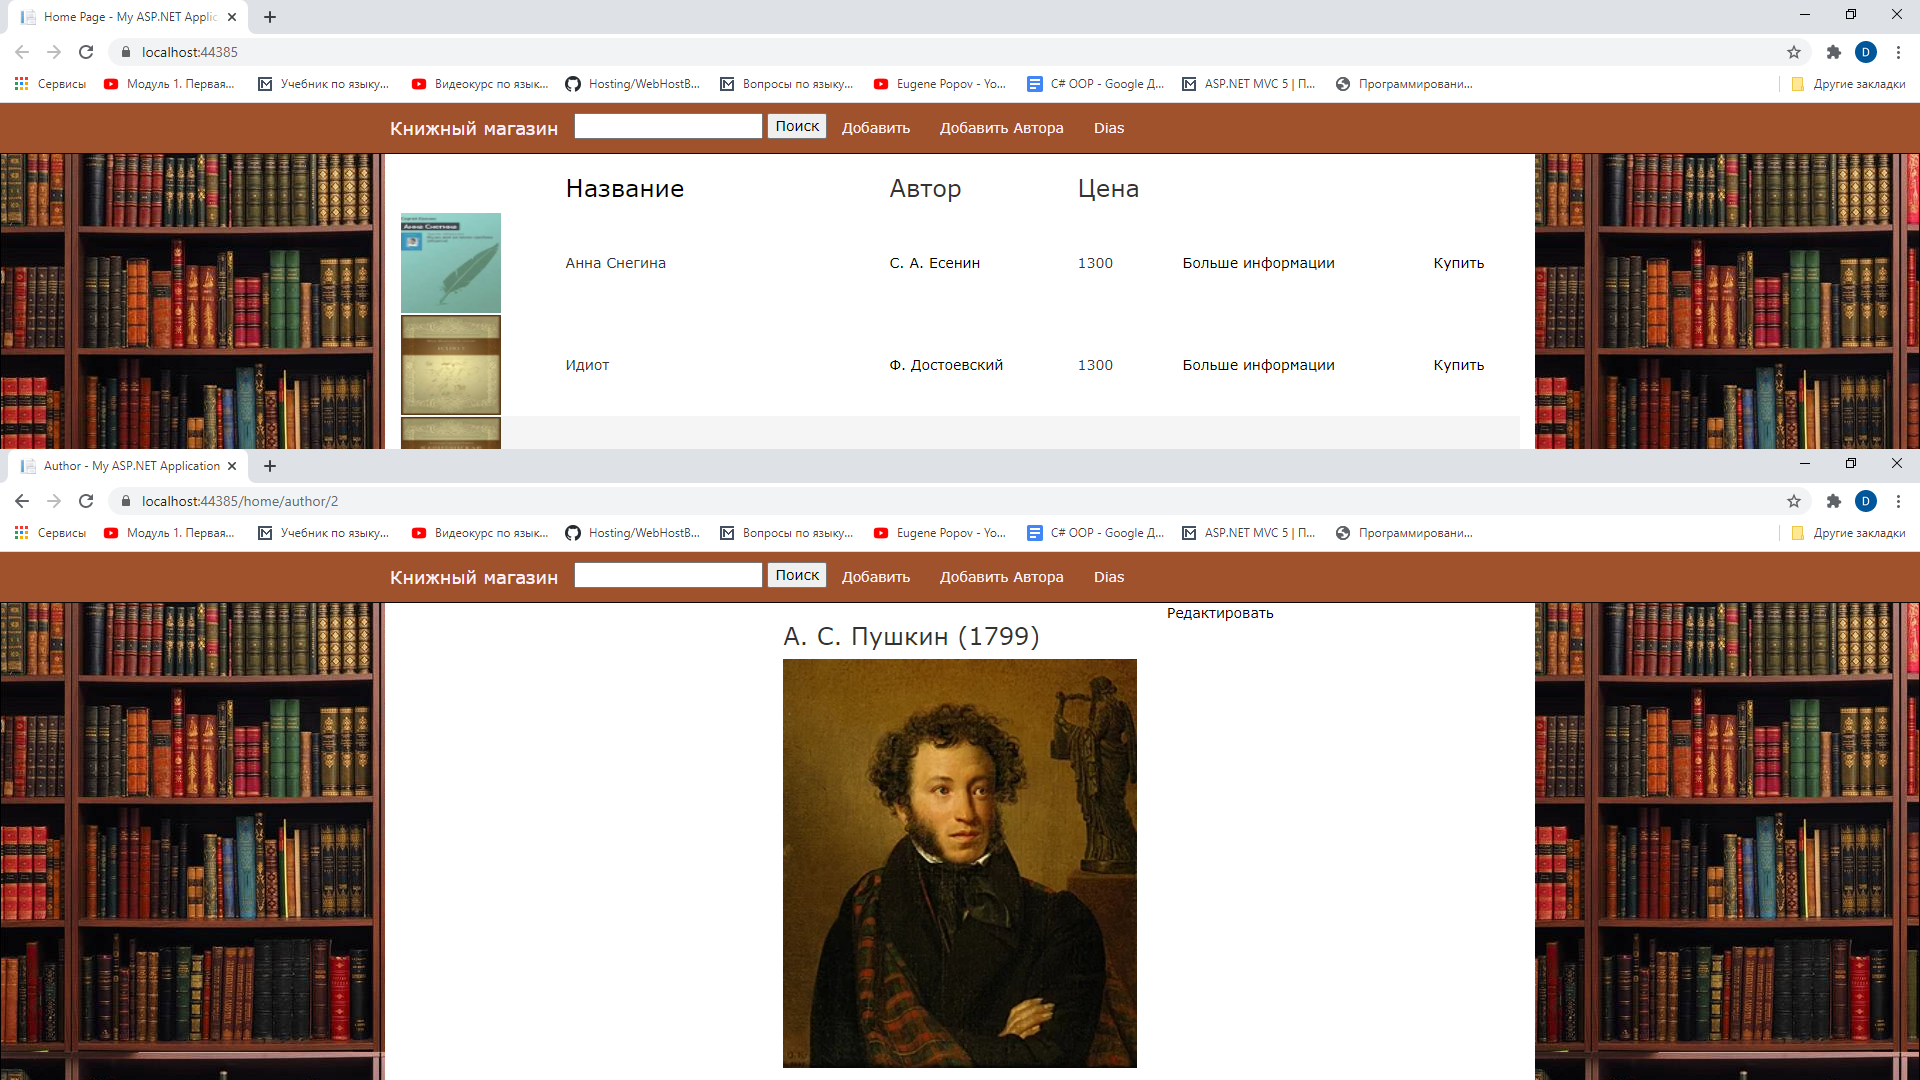 Home Page - My ASP.NET Applic
localhost:44385
Сервисы Модуль 1. Первая... Учебник по языку... Видеокурс по язык... Hosting/WebHostB... Вопросы по языку... Eugene Popov - Yo... C# OOP - Google Д... ASP.NET MVC 5 | П... Программировани... Другие закладки
Книжный магазин Поиск Добавить Добавить Автора Dias
Название Автор Цена
Анна Снегина
Анна Снегина С. А. Есенин 1300 Больше информации Купить
Идиот Ф. Достоевский 1300 Больше информации Купить
Author - My ASP.NET Application
localhost:44385/home/author/2
Сервисы Модуль 1. Первая... Учебник по языку... Видеокурс по язык... Hosting/WebHostB... Вопросы по языку... Eugene Popov - Yo... C# OOP - Google Д... ASP.NET MVC 5 | П... Программировани... Другие закладки
Книжный магазин Поиск Добавить Добавить Автора Dias
Редактировать
А. С. Пушкин (1799)